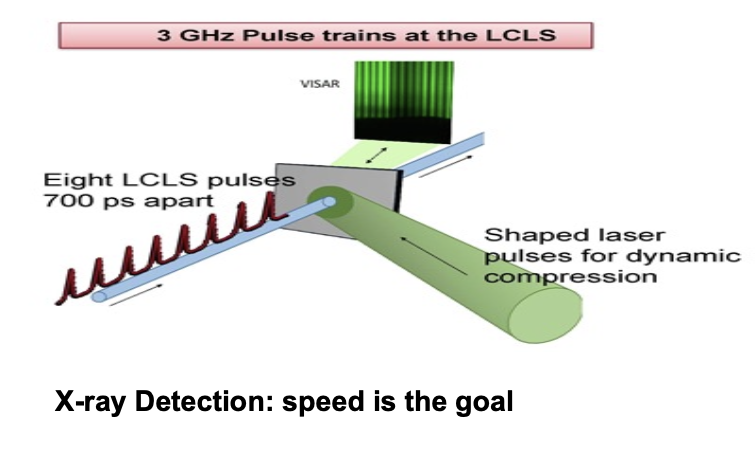 3 GHz Pulse trains at the LCLS
VISAR
Eight LCLS pulses
700 ps apart
Shaped laser
pulses for dynamic
compression
X-ray Detection: speed is the goal